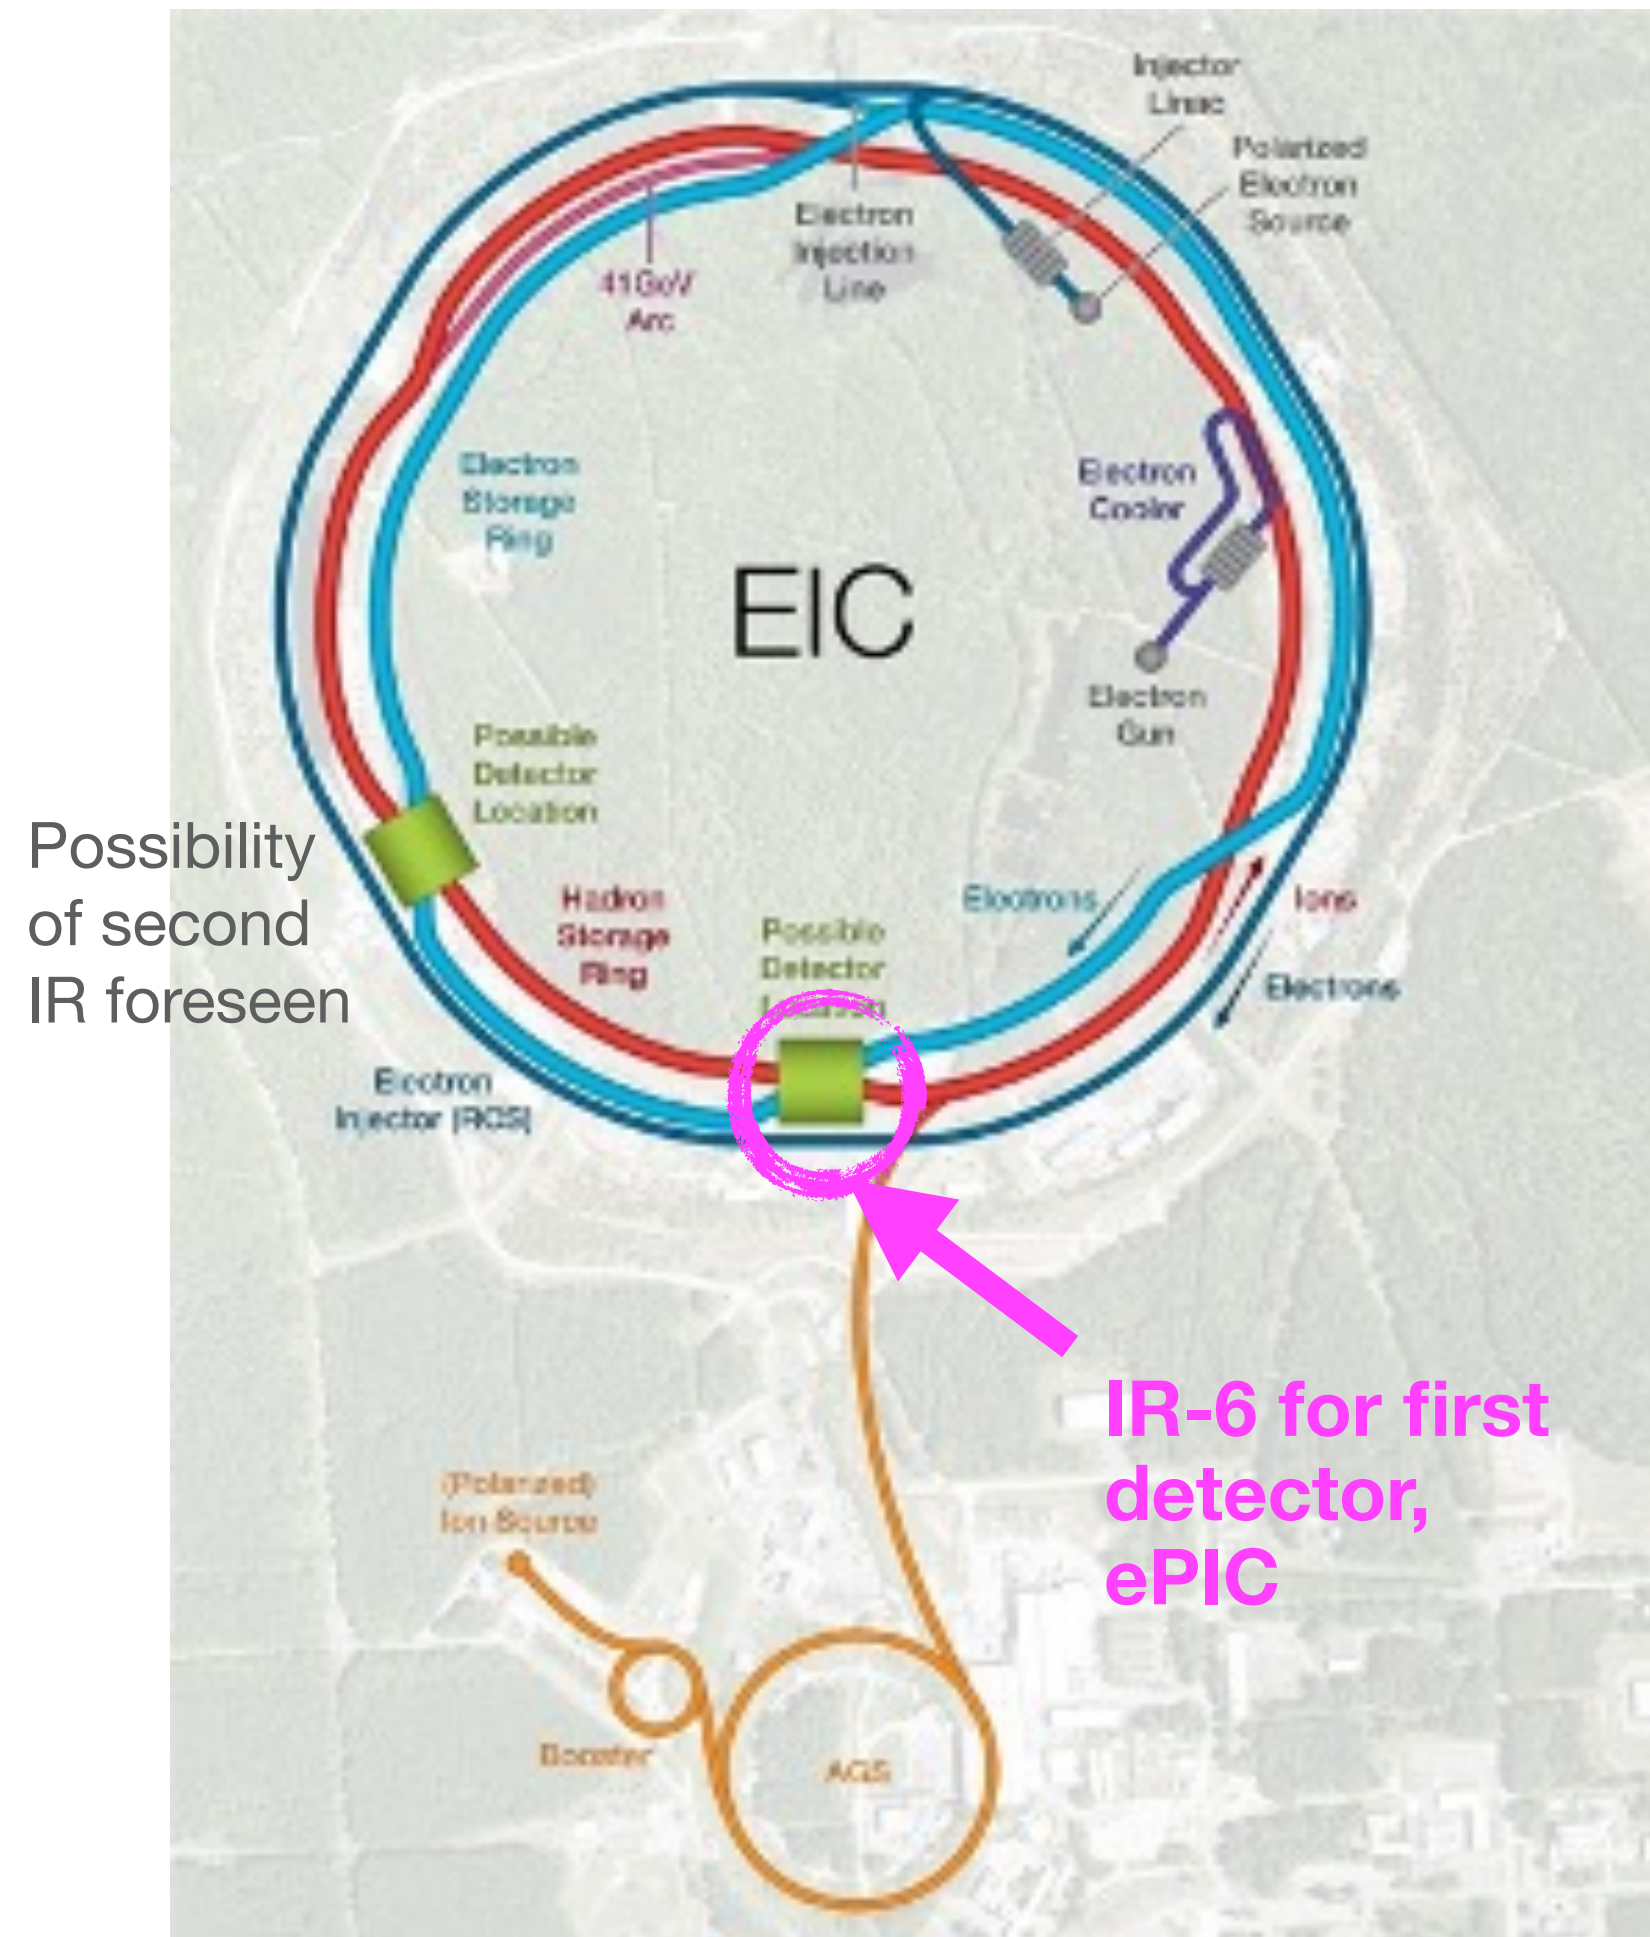 Injector
Linac
Polarized
Electron
Source
Electron
Injection
Line
41GeV
Arc
Electron
Storage
Ring
Electron
Cooler
EIC
Electron
Gun
Possible
Detector
Location
Possibility
of second
IR foreseen
Hadron
Storage
Ring
Possible
Detector
Location
Electrons
Ions
Electrons
Electron
Injector (RCS)
IR-6 for first
detector,
ePIC
(Polarized)
Ion Source
Booster
AGS